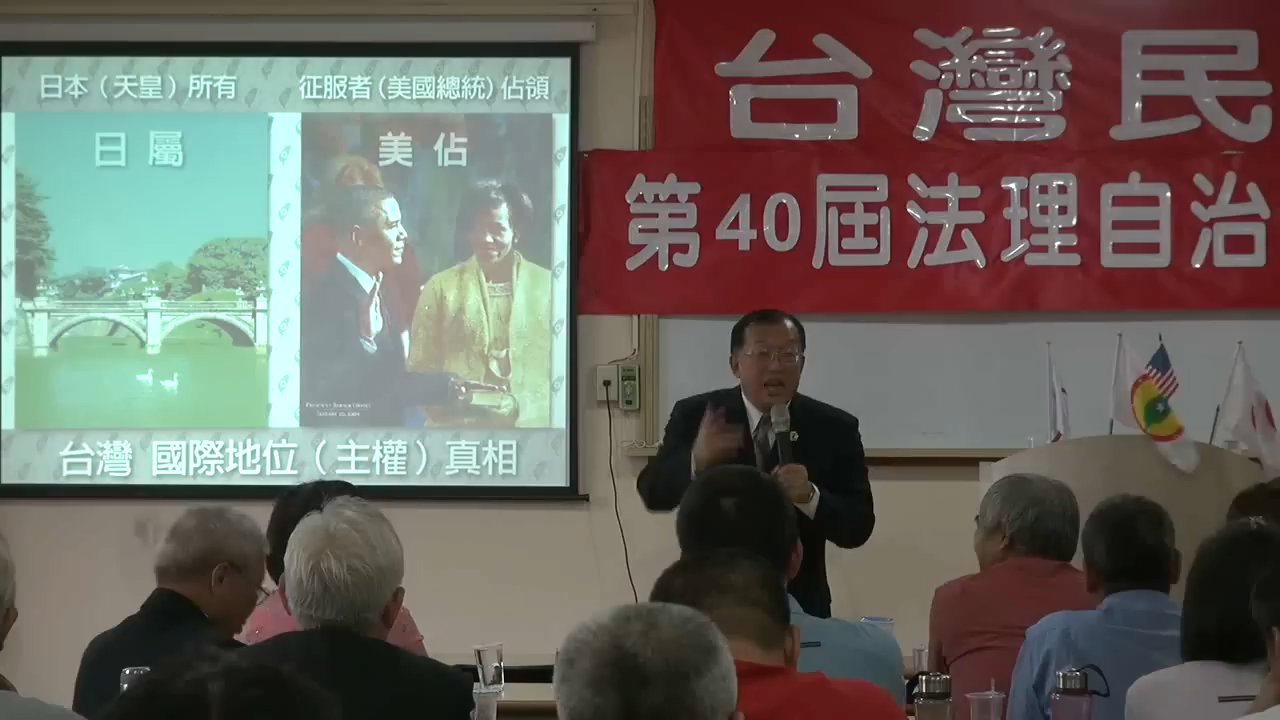 日本（天皇）所有
征服者（美國總統）佔領
日屬
美佔
台灣 國際地位（主權）真相
台灣民
第40屆法理自治